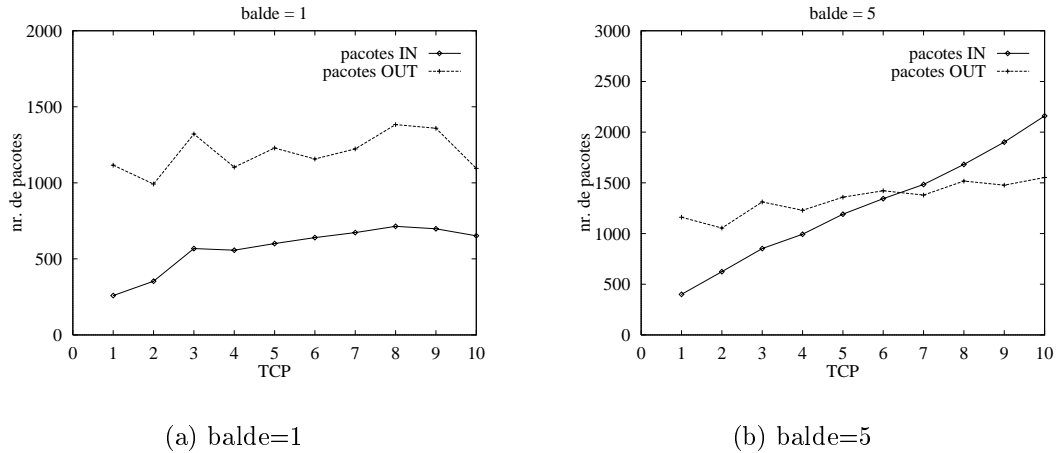 balde = 1
2000
1500
1000
500
0
nr. de pacotes
pacotes IN
pacotes OUT
0 1 2 3 4 5 6 7 8 9 10
TCP
(a) balde=1
balde = 5
3000
2500
2000
1500
1000
500
0
nr. de pacotes
pacotes IN
pacotes OUT
0 1 2 3 4 5 6 7 8 9 10
TCP
(b) balde=5